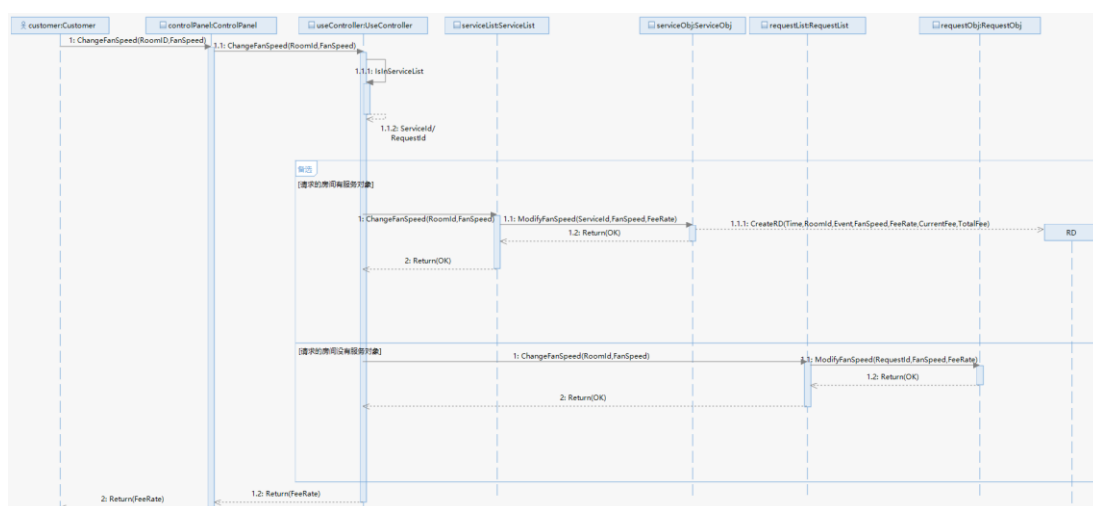 customer:Customer
controlPanel:ControlPanel
useController:UseController
serviceList:ServiceList
serviceObj:ServiceObj
requestList:RequestList
requestObj:RequestObj
1: ChangeFanSpeed(RoomID,FanSpeed)
1.1: ChangeFanSpeed(RoomId,FanSpeed)
1.1.1: IsInServiceList
1.1.2: ServiceId/
RequestId
备选
[请求的房间有服务对象]
1: ChangeFanSpeed(RoomId,FanSpeed)
1.1: ModifyFanSpeed(ServiceId,FanSpeed,FeeRate)
1.1.1: CreateRD(Time,RoomId,Event,FanSpeed,FeeRate,CurrentFee,TotalFee)
RD
1.2: Return(OK)
2: Return(OK)
[请求的房间没有服务对象]
1: ChangeFanSpeed(RoomId,FanSpeed)
1.1: ModifyFanSpeed(RequestId,FanSpeed,FeeRate)
1.2: Return(OK)
2: Return(OK)
1.2: Return(FeeRate)
2: Return(FeeRate)